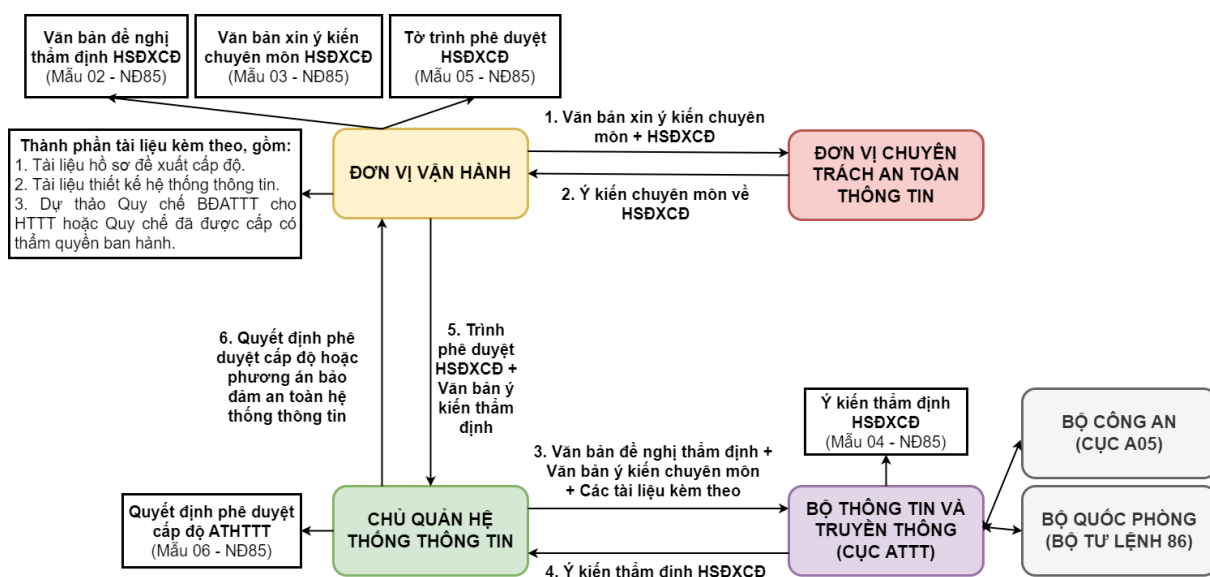 Văn bản đề nghị
thẩm định HSĐXCĐ
(Mẫu 02 - NĐ85)
Văn bản xin ý kiến
chuyên môn HSĐXCĐ
(Mẫu 03 - NĐ85)
Tờ trình phê duyệt
HSĐXCĐ
(Mẫu 05 - NĐ85)
Thành phần tài liệu kèm theo, gồm:
1. Tài liệu hồ sơ đề xuất cấp độ.
2. Tài liệu thiết kế hệ thống thông tin.
3. Dự thảo Quy chế BĐATTT cho
HTTT hoặc Quy chế đã được cấp có
thẩm quyền ban hành.
ĐƠN VỊ VẬN HÀNH
1. Văn bản xin ý kiến chuyên
môn + HSĐXCĐ
2. Ý kiến chuyên môn về
HSĐXCĐ
ĐƠN VỊ CHUYÊN
TRÁCH AN TOÀN
THÔNG TIN
6. Quyết định phê
duyệt cấp độ hoặc
phương án bảo
đảm an toàn hệ
thống thông tin
5. Trình
phê duyệt
HSĐXCĐ +
Văn bản ý
kiến thẩm
định
Ý kiến thẩm định
HSĐXCĐ
(Mẫu 04 - NĐ85)
BỘ CÔNG AN
(CỤC A05)
3. Văn bản đề nghị thẩm định +
Văn bản ý kiến chuyên môn
+ Các tài liệu kèm theo
Quyết định phê duyệt
cấp độ ATHTTT
(Mẫu 06 - NĐ85)
CHỦ QUẢN HỆ
THỐNG THÔNG TIN
BỘ THÔNG TIN VÀ
TRUYỀN THÔNG
(CỤC ATTT)
BỘ QUỐC PHÒNG
(BỘ TƯ LỆNH 86)
4. Ý kiến thẩm định HSĐXCĐ